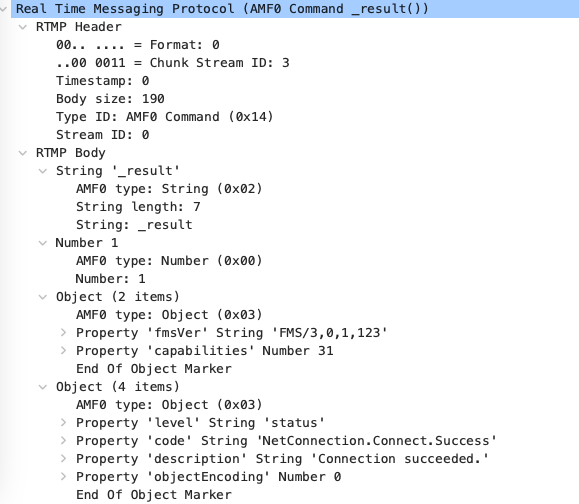 Real Time Messaging Protocol (AMF0 Command _result())
RTMP Header
00.. .... = Format: 0
..00 0011 = Chunk Stream ID: 3
Timestamp: 0
Body size: 190
Type ID: AMF0 Command (0x14)
Stream ID: 0
RTMP Body
String '_result'
AMF0 type: String (0x02)
String length: 7
String: _result
Number 1
AMF0 type: Number (0x00)
Number: 1
Object (2 items)
AMF0 type: Object (0x03)
Property 'fmsVer' String 'FMS/3,0,1,123'
Property 'capabilities' Number 31
End Of Object Marker
Object (4 items)
AMF0 type: Object (0x03)
Property 'level' String 'status'
Property 'code' String 'NetConnection.Connect.Success'
Property 'description' String 'Connection succeeded.'
Property 'objectEncoding' Number 0
End Of Object Marker